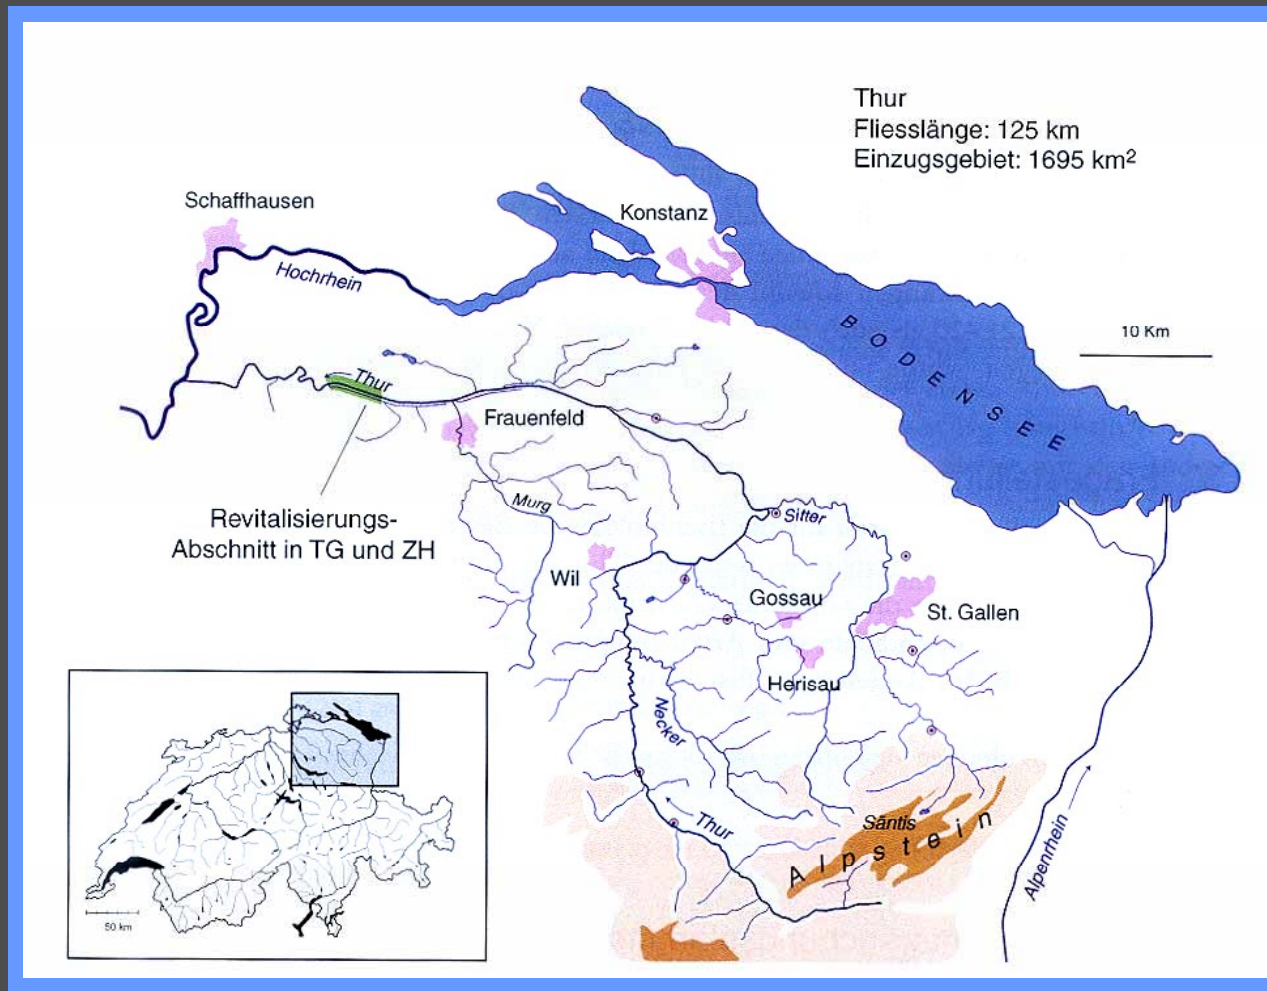 Thur
Fliesslänge: 125 km
Einzugsgebiet: 1695 km²
Schaffhausen
Konstanz
Hochrhein
BODENSEE
10 Km
Thur
Frauenfeld
Murg
Sitter
Revitalisierungs-
Abschnitt in TG und ZH
Wil
Gossau
St. Gallen
Herisau
Necker
Thur
Säntis
Alpstein
Alpenrhein
50 km